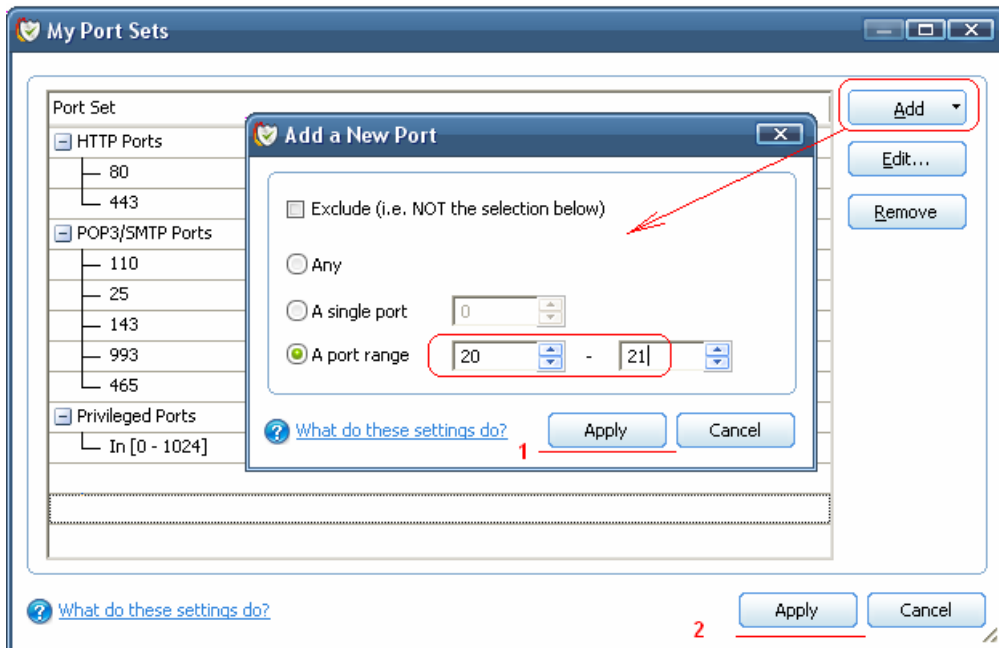 My Port Sets
Port Set
Add
HTTP Ports
80
443
Edit...
Remove
POP3/SMTP Ports
110
25
143
993
465
Privileged Ports
In [0 - 1024]
Add a New Port
Exclude (i.e. NOT the selection below)
Any
A single port 0
A port range 20 - 21
What do these settings do? Apply Cancel
1
What do these settings do? Apply Cancel
2